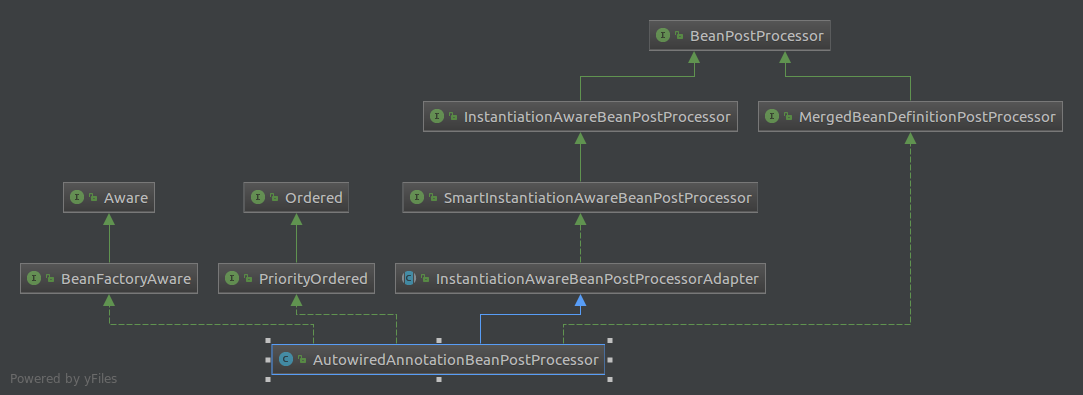 BeanPostProcessor
InstantiationAwareBeanPostProcessor
MergedBeanDefinitionPostProcessor
Aware
Ordered
SmartInstantiationAwareBeanPostProcessor
BeanFactoryAware
PriorityOrdered
InstantiationAwareBeanPostProcessorAdapter
AutowiredAnnotationBeanPostProcessor
Powered by yFiles